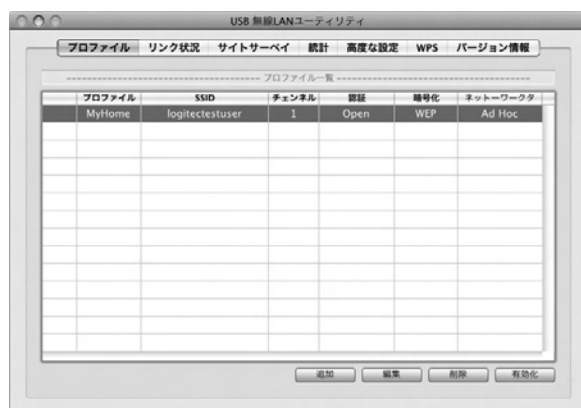 USB 無線LANユーティリティ
プロファイル リンク状況 サイトサーベイ 統計 高度な設定 WPS バージョン情報
プロファイル一覧
プロファイル SSID チェンネル 認証 暗号化 ネットーワークタ
MyHome logitectestuser 1 Open WEP Ad Hoc
追加 編集 削除 有効化